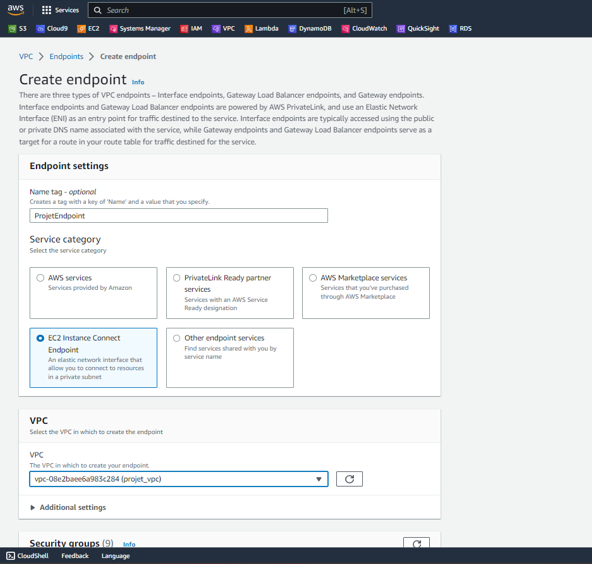 aws
Services
Search
[Alt+S]
S3
Cloud9
EC2
Systems Manager
IAM
VPC
Lambda
DynamoDB
CloudWatch
QuickSight
RDS
VPC > Endpoints > Create endpoint
Create endpoint Info
There are three types of VPC endpoints – Interface endpoints, Gateway Load Balancer endpoints, and Gateway endpoints.
Interface endpoints and Gateway Load Balancer endpoints are powered by AWS PrivateLink, and use an Elastic Network
Interface (ENI) as an entry point for traffic destined to the service. Interface endpoints are typically accessed using the public
or private DNS name associated with the service, while Gateway endpoints and Gateway Load Balancer endpoints serve as a
target for a route in your route table for traffic destined for the service.
Endpoint settings
Name tag - optional
Creates a tag with a key of 'Name' and a value that you specify.
ProjetEndpoint
Service category
Select the service category
AWS services
Services provided by Amazon
PrivateLink Ready partner
services
Services with an AWS Service
Ready designation
AWS Marketplace services
Services that you've purchased
through AWS Marketplace
EC2 Instance Connect
Endpoint
An elastic network interface that
allow you to connect to resources
in a private subnet
Other endpoint services
Find services shared with you by
service name
VPC
Select the VPC in which to create the endpoint
VPC
The VPC in which to create your endpoint.
vpc-08e2baee6a983c284 (projet_vpc)
Additional settings
Security groups (9) Info
CloudShell
Feedback
Language